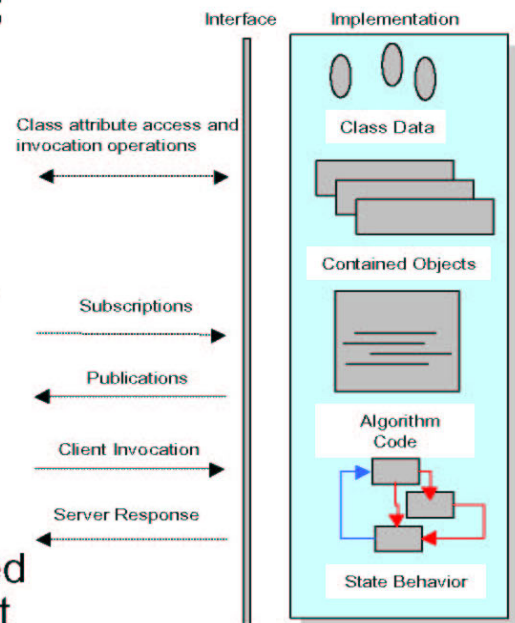 Interface Implementation
Class Data
Class attribute access and
invocation operations
Contained Objects
Subscriptions
Publications
Algorithm
Code
Client Invocation
Server Response
State Behavior